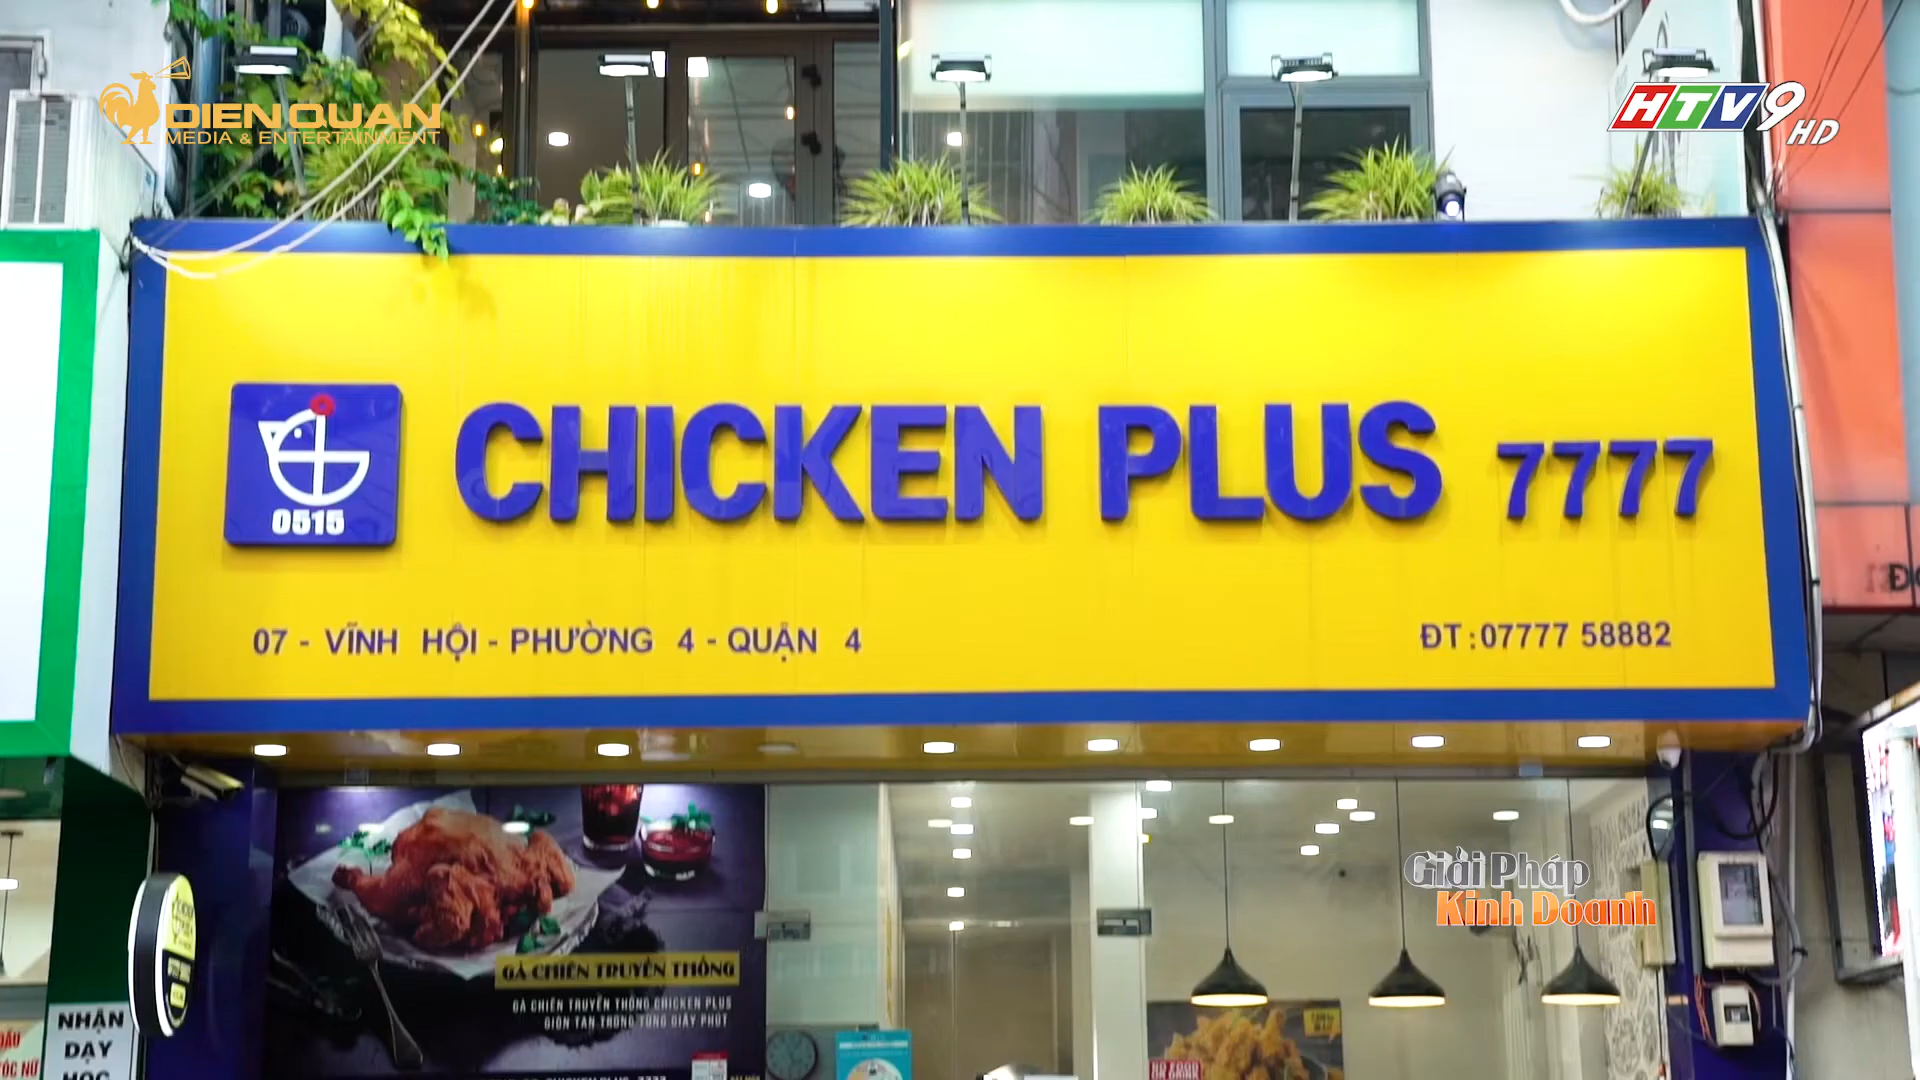 DIEN QUAN
MEDIA & ENTERTAINMENT
HTV9
HD
CHICKEN PLUS 7777
0515
07 - VĨNH HỘI - PHƯỜNG 4 - QUẬN 4
ĐT: 07777 58882
Giải Pháp
Kinh Doanh
GÀ CHIÊN TRUYỀN THỐNG
GÀ CHIÊN TRUYỀN THỐNG CHICKEN PLUS
GIÒN TAN TRONG TỪNG GIÂY PHÚT
NHẬN
DẠY
HỌC